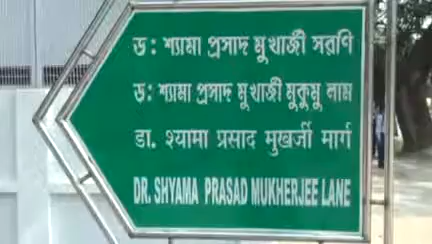 ড: শ্যামা প্রসাদ মুখার্জী সরণি
ড: শ্যামা প্রসাদ মুখার্জী মুকুমু লাম
डा. श्यामा प्रसाद मुखर्जी मार्ग
DR. SHYAMA PRASAD MUKHERJEE LANE